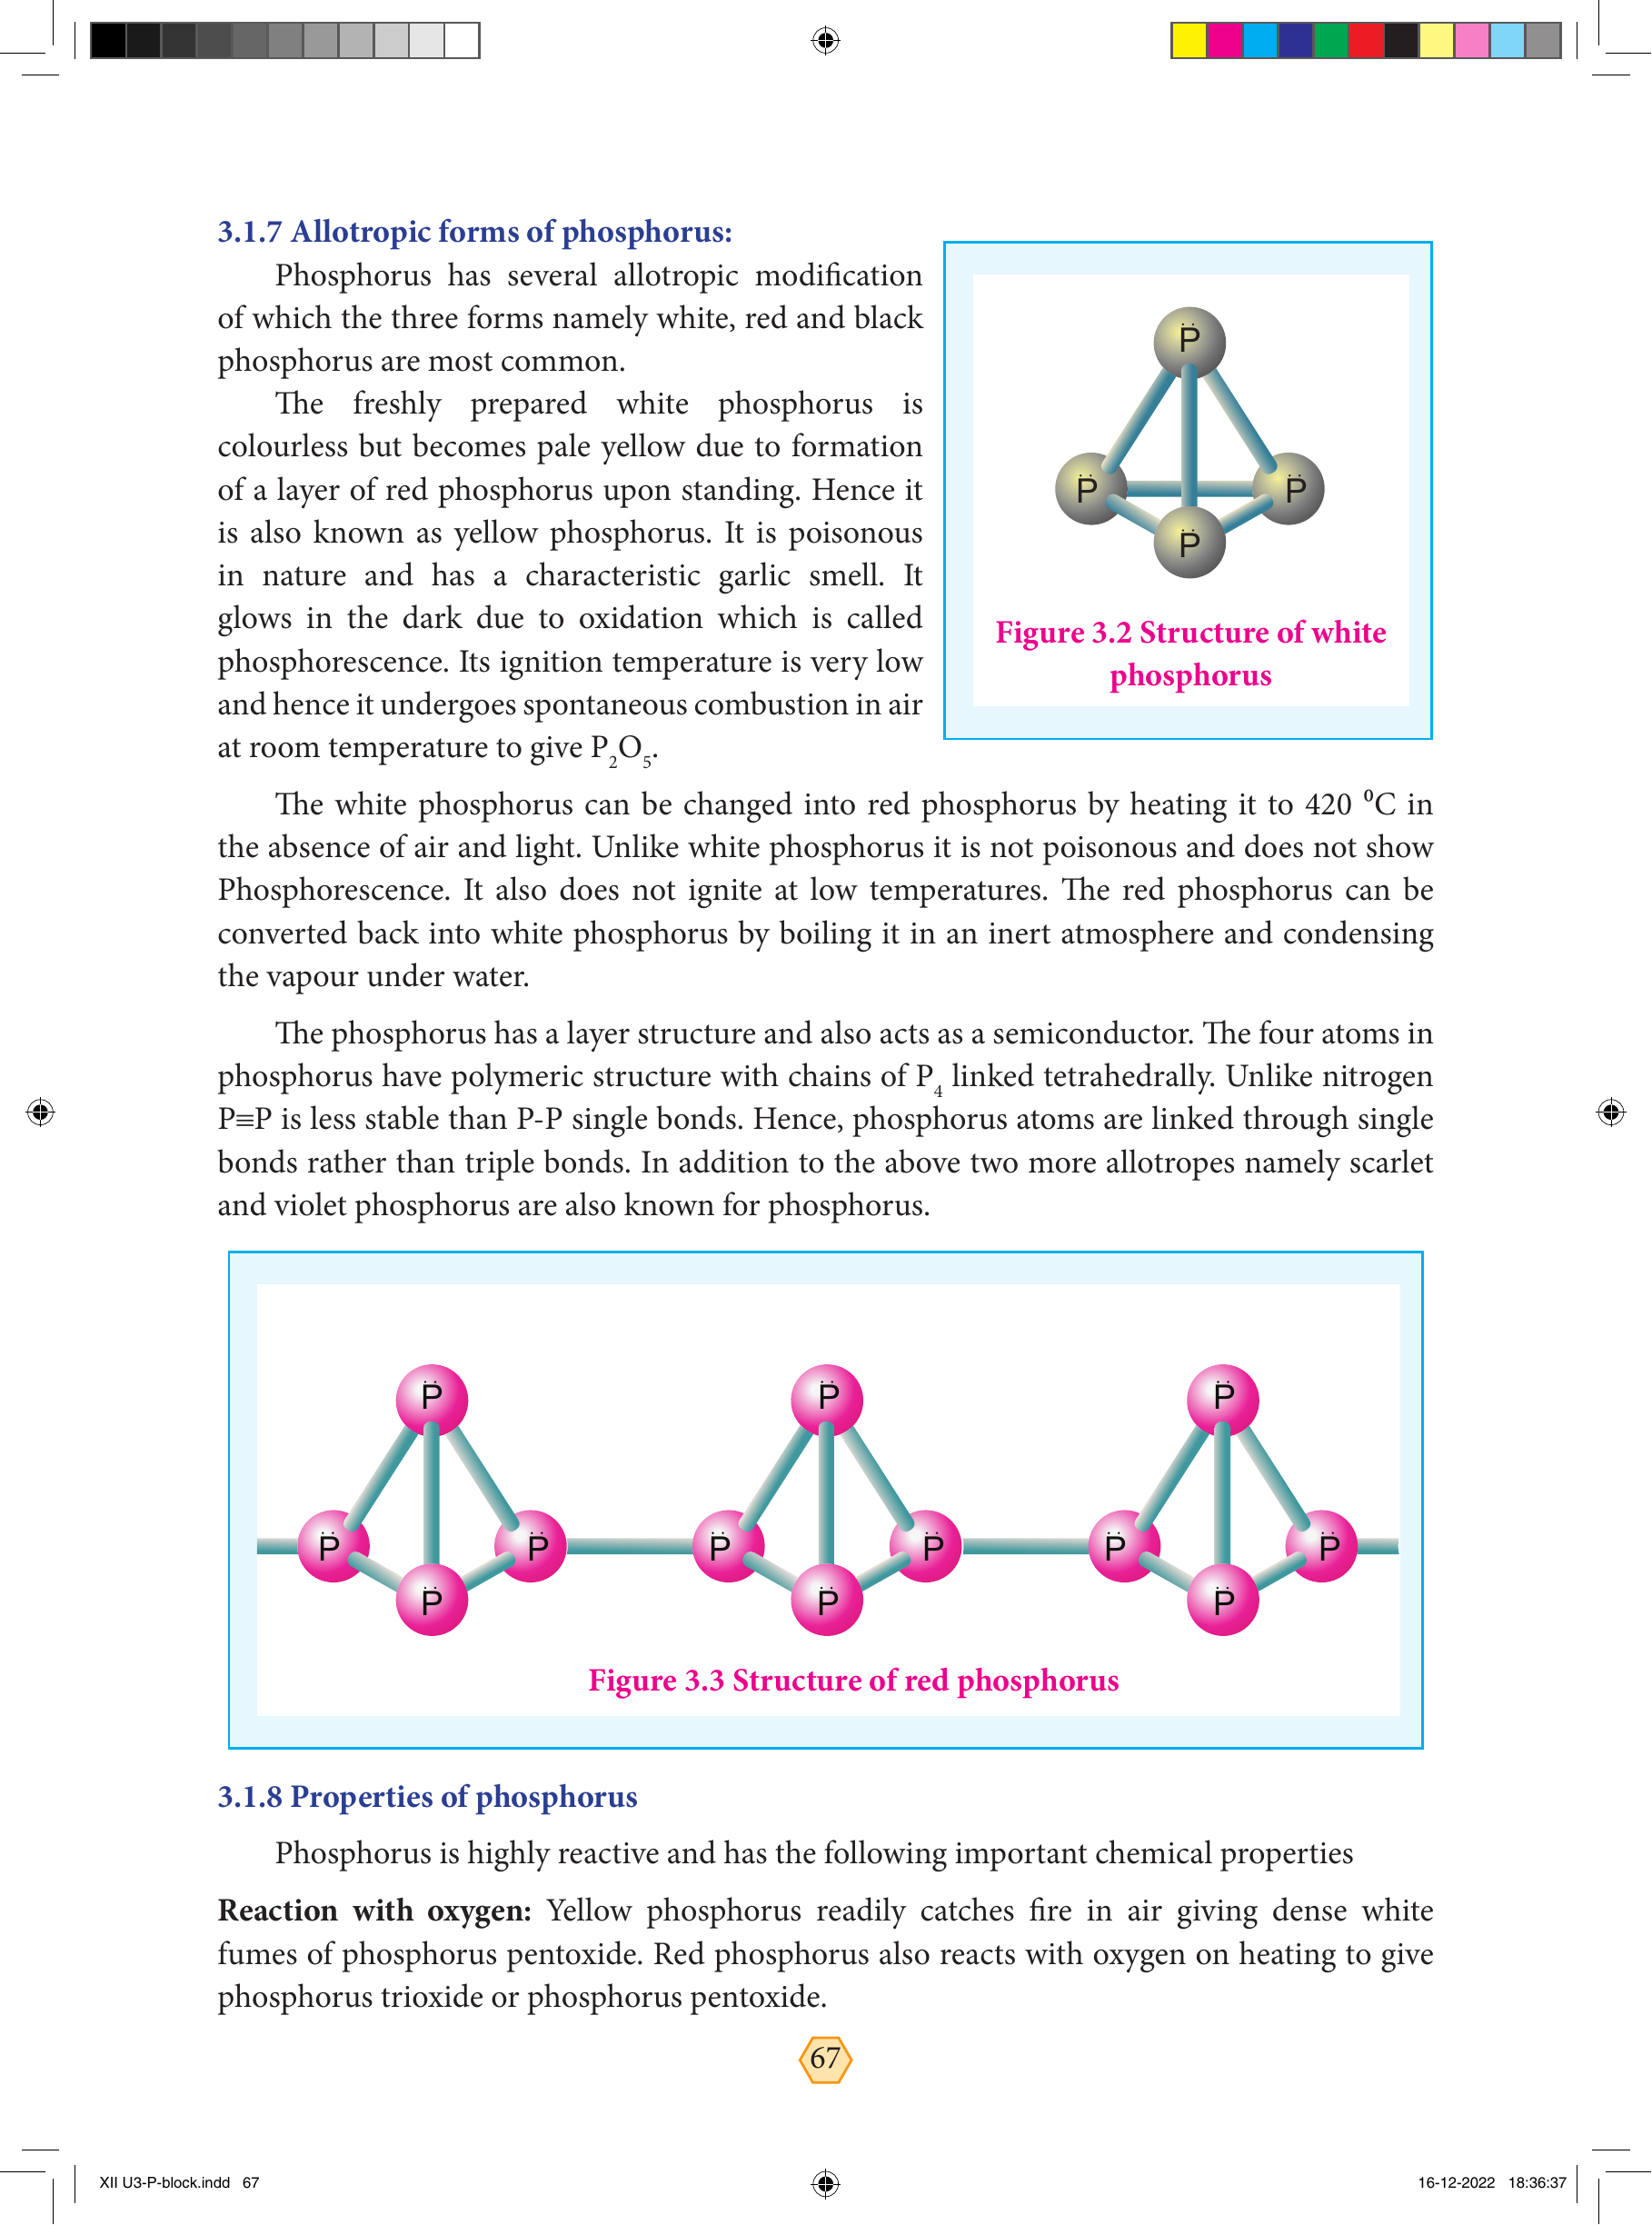 3.1.7 Allotropic forms of phosphorus:
Phosphorus has several allotropic modification
of which the three forms namely white, red and black
phosphorus are most common.
The freshly prepared white phosphorus is
colourless but becomes pale yellow due to formation
of a layer of red phosphorus upon standing. Hence it
is also known as yellow phosphorus. It is poisonous
in nature and has a characteristic garlic smell. It
glows in the dark due to oxidation which is called
phosphorescence. Its ignition temperature is very low
and hence it undergoes spontaneous combustion in air
at room temperature to give P₂O₅.
P̈
P̈
P̈
P̈
Figure 3.2 Structure of white
phosphorus
The white phosphorus can be changed into red phosphorus by heating it to 420 ⁰C in
the absence of air and light. Unlike white phosphorus it is not poisonous and does not show
Phosphorescence. It also does not ignite at low temperatures. The red phosphorus can be
converted back into white phosphorus by boiling it in an inert atmosphere and condensing
the vapour under water.
The phosphorus has a layer structure and also acts as a semiconductor. The four atoms in
phosphorus have polymeric structure with chains of P₄ linked tetrahedrally. Unlike nitrogen
P≡P is less stable than P-P single bonds. Hence, phosphorus atoms are linked through single
bonds rather than triple bonds. In addition to the above two more allotropes namely scarlet
and violet phosphorus are also known for phosphorus.
P̈ P̈ P̈
P̈ P̈ P̈ P̈ P̈ P̈
P̈ P̈ P̈
Figure 3.3 Structure of red phosphorus
3.1.8 Properties of phosphorus
Phosphorus is highly reactive and has the following important chemical properties
Reaction with oxygen: Yellow phosphorus readily catches fire in air giving dense white
fumes of phosphorus pentoxide. Red phosphorus also reacts with oxygen on heating to give
phosphorus trioxide or phosphorus pentoxide.
67
XII U3-P-block.indd 67
16-12-2022 18:36:37